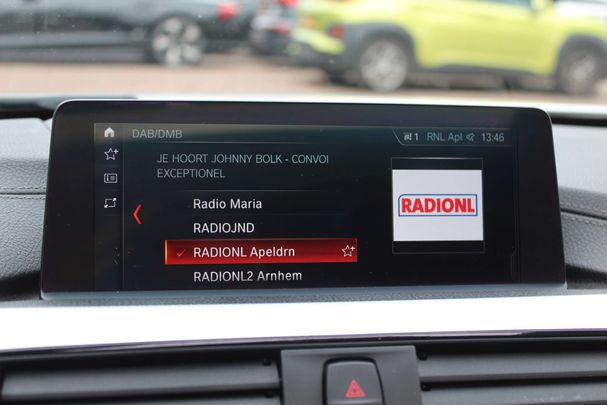 DAB/DMB
1 RNL Apl 13:46
JE HOORT JOHNNY BOLK - CONVOI
EXCEPTIONEL
Radio Maria
RADIOJND
RADIONL Apeldrn
RADIONL2 Arnhem
RADIONL